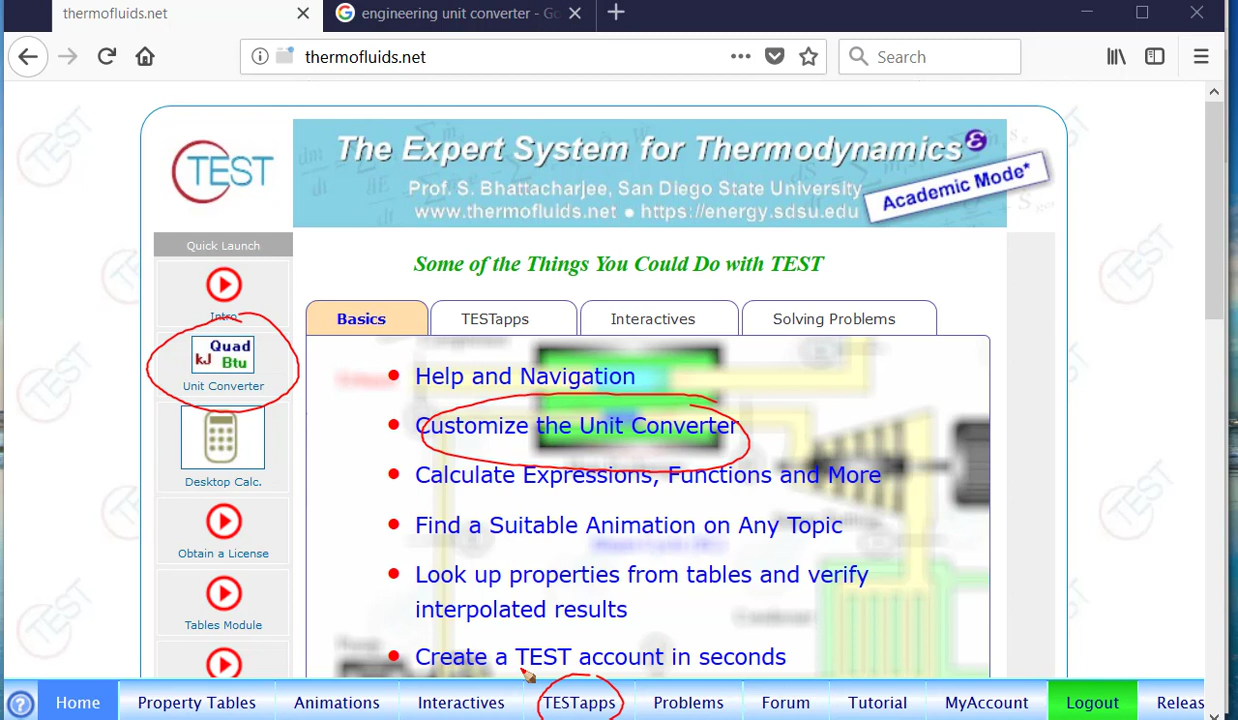 thermofluids.net
engineering unit converter - Go
thermofluids.net
Search
TEST
The Expert System for Thermodynamics
Prof. S. Bhattacharjee, San Diego State University
www.thermofluids.net ● https://energy.sdsu.edu
Academic Mode*
Quick Launch
Intro
Quad
kJ Btu
Unit Converter
Desktop Calc.
Obtain a License
Tables Module
Some of the Things You Could Do with TEST
Basics TESTapps Interactives Solving Problems
Help and Navigation
Customize the Unit Converter
Calculate Expressions, Functions and More
Find a Suitable Animation on Any Topic
Look up properties from tables and verify
interpolated results
Create a TEST account in seconds
Home Property Tables Animations Interactives TESTapps Problems Forum Tutorial MyAccount Logout Releas